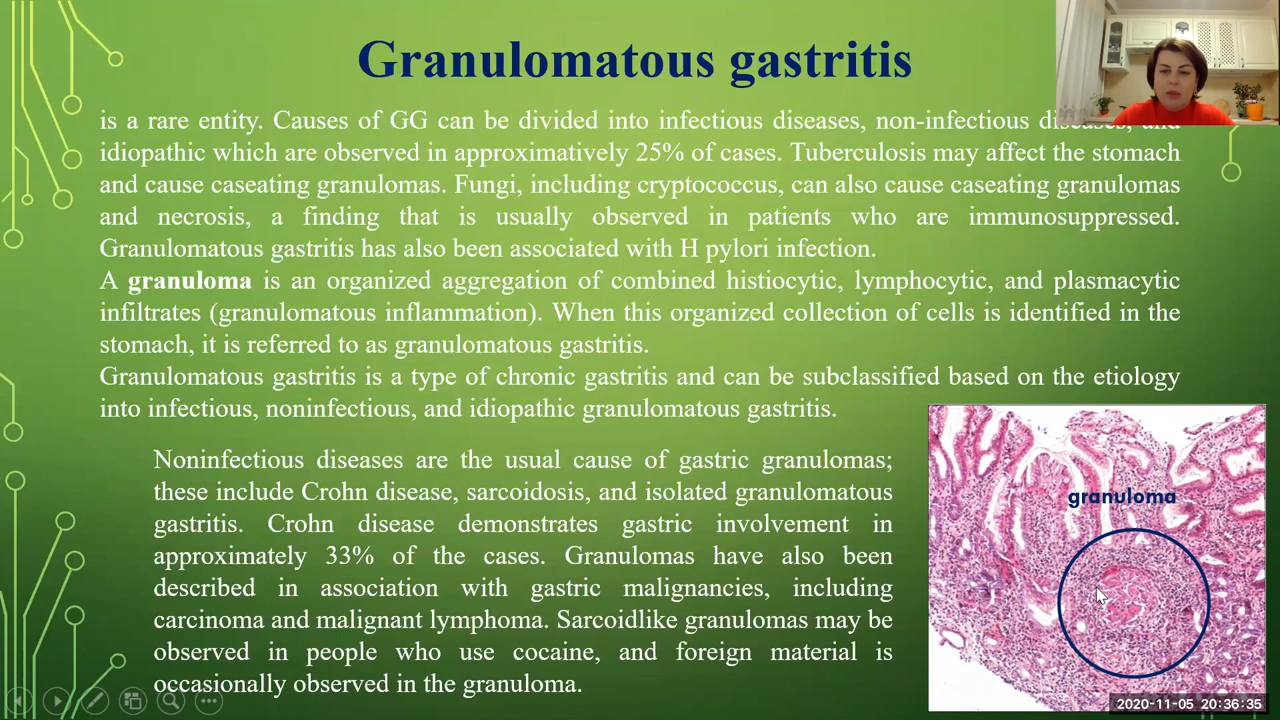 Granulomatous gastritis
is a rare entity. Causes of GG can be divided into infectious diseases, non-infectious diseases, and
idiopathic which are observed in approximatively 25% of cases. Tuberculosis may affect the stomach
and cause caseating granulomas. Fungi, including cryptococcus, can also cause caseating granulomas
and necrosis, a finding that is usually observed in patients who are immunosuppressed.
Granulomatous gastritis has also been associated with H pylori infection.
A granuloma is an organized aggregation of combined histiocytic, lymphocytic, and plasmacytic
infiltrates (granulomatous inflammation). When this organized collection of cells is identified in the
stomach, it is referred to as granulomatous gastritis.
Granulomatous gastritis is a type of chronic gastritis and can be subclassified based on the etiology
into infectious, noninfectious, and idiopathic granulomatous gastritis.
Noninfectious diseases are the usual cause of gastric granulomas;
these include Crohn disease, sarcoidosis, and isolated granulomatous
gastritis. Crohn disease demonstrates gastric involvement in
approximately 33% of the cases. Granulomas have also been
described in association with gastric malignancies, including
carcinoma and malignant lymphoma. Sarcoidlike granulomas may be
observed in people who use cocaine, and foreign material is
occasionally observed in the granuloma.
granuloma
2020-11-05 20:36:35